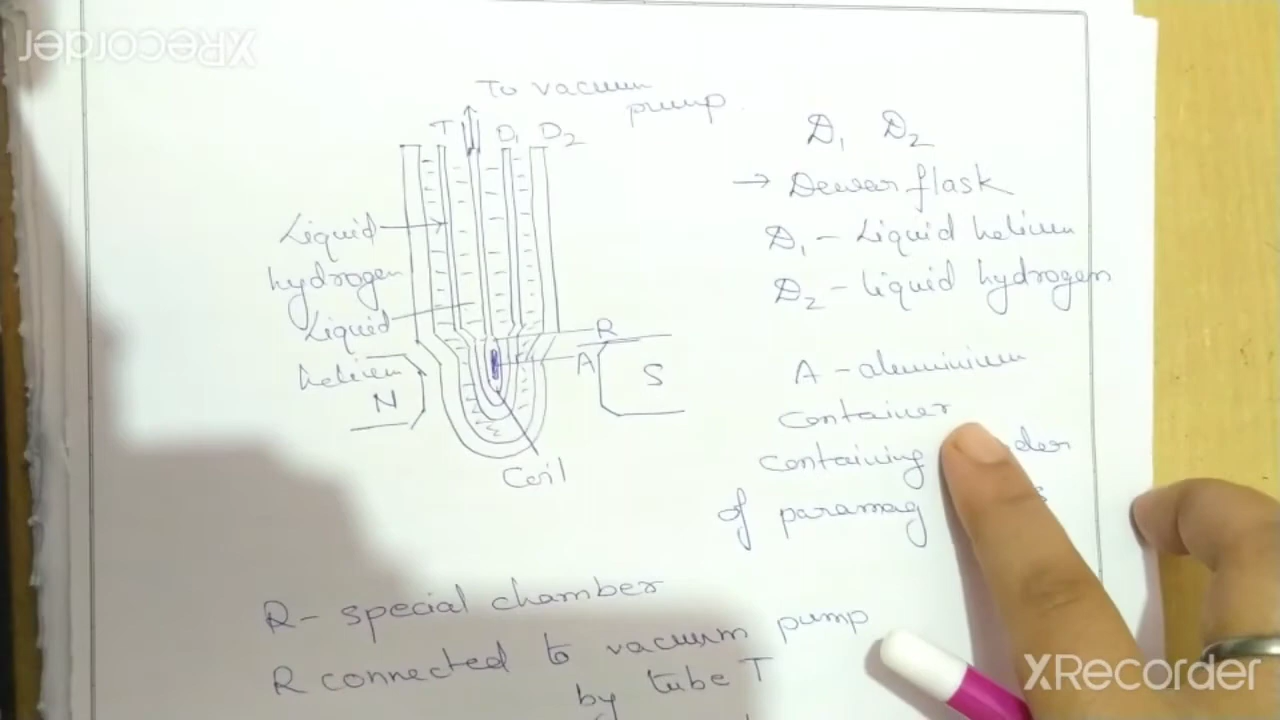 XRecorder
To vacuum
pump
T D₁ D₂
Liquid
hydrogen
Liquid
helium
N
R
A
S
Coil
D₁ D₂
→ Dewar flask
D₁ – Liquid helium
D₂ – Liquid hydrogen
A – aluminium
container
containing
of paramag
R – special chamber
R connected to vacuum pump
by tube T
XRecorder